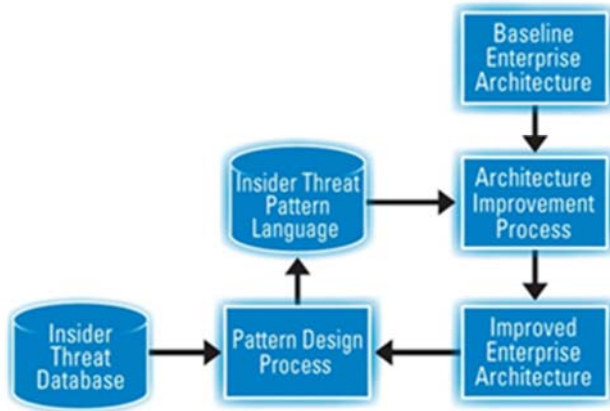 Baseline
Enterprise
Architecture
Insider Threat
Pattern
Language
Architecture
Improvement
Process
Insider
Threat
Database
Pattern Design
Process
Improved
Enterprise
Architecture